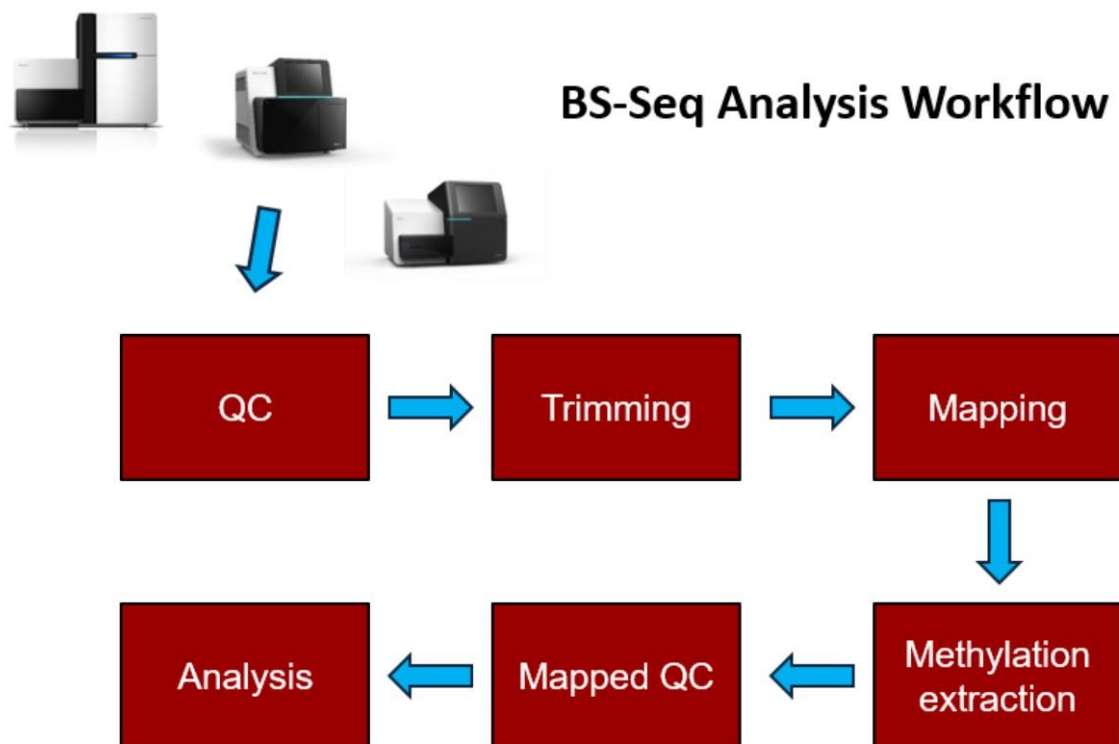 BS-Seq Analysis Workflow
QC
Trimming
Mapping
Analysis
Mapped QC
Methylation
extraction